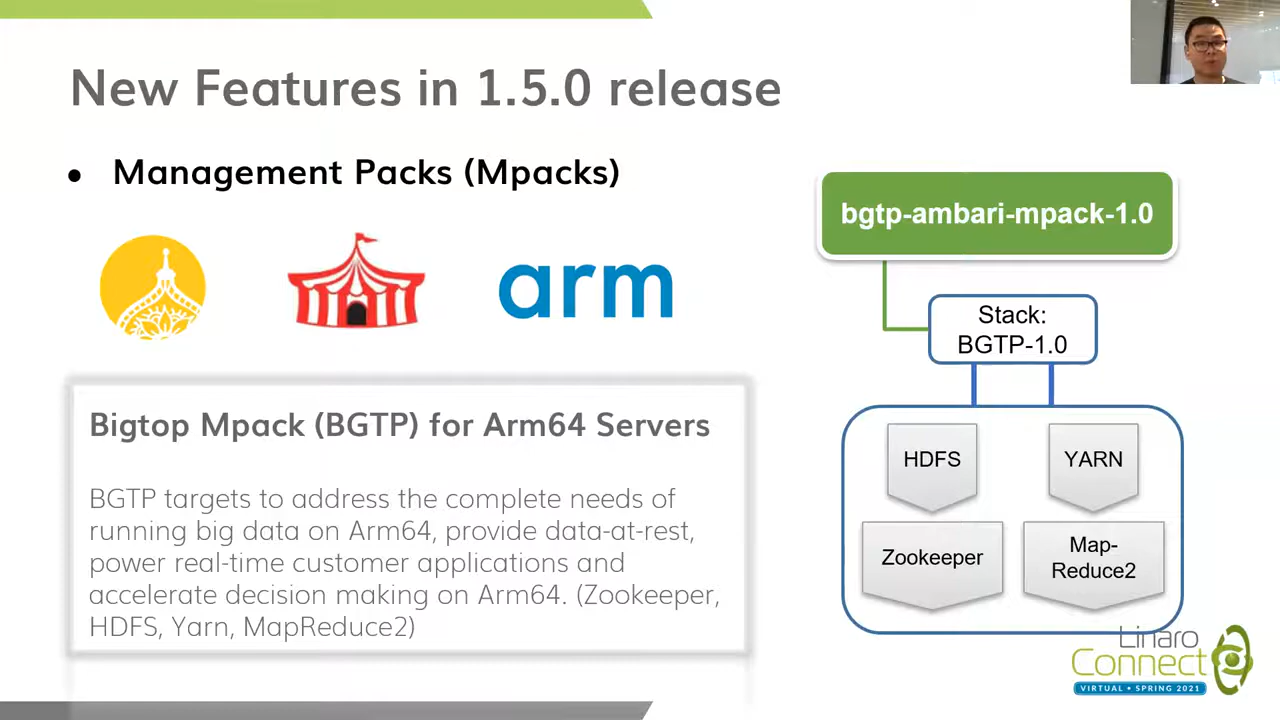 New Features in 1.5.0 release
● Management Packs (Mpacks)
arm
Bigtop Mpack (BGTP) for Arm64 Servers
BGTP targets to address the complete needs of
running big data on Arm64, provide data-at-rest,
power real-time customer applications and
accelerate decision making on Arm64. (Zookeeper,
HDFS, Yarn, MapReduce2)
bgtp-ambari-mpack-1.0
Stack:
BGTP-1.0
HDFS
YARN
Zookeeper
Map-
Reduce2
Linaro
Connect
VIRTUAL • SPRING 2021